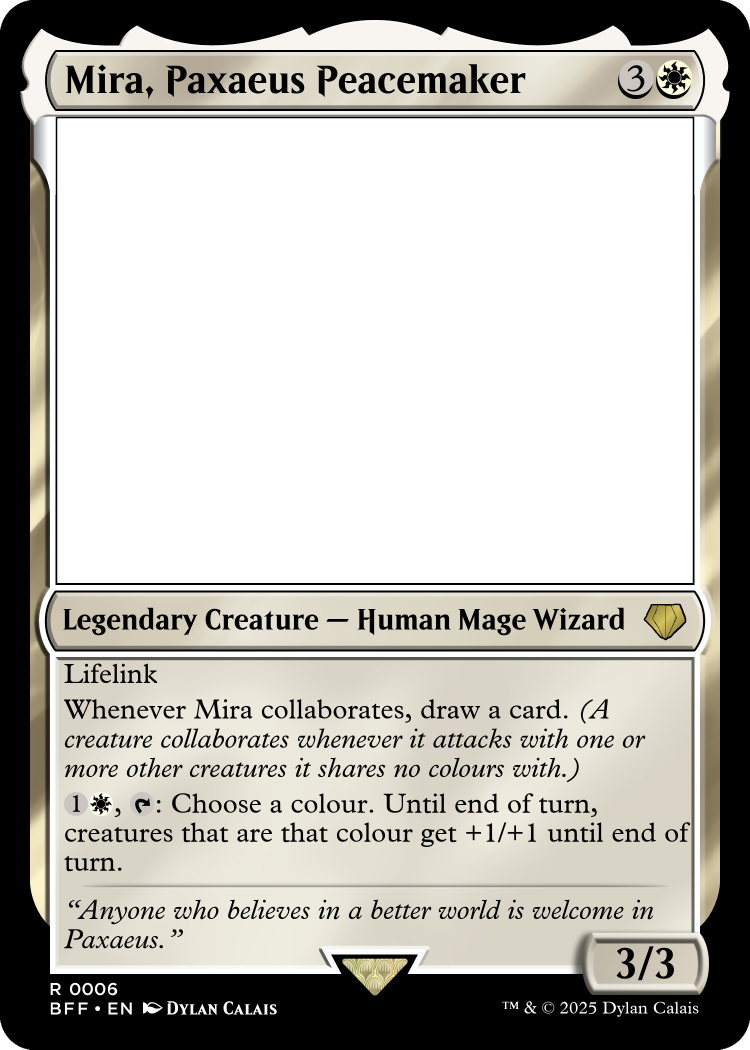 Mira, Paxaeus Peacemaker 3
Legendary Creature — Human Mage Wizard
Lifelink
Whenever Mira collaborates, draw a card. (A
creature collaborates whenever it attacks with one or
more other creatures it shares no colours with.)
1 , : Choose a colour. Until end of turn,
creatures that are that colour get +1/+1 until end of
turn.
“Anyone who believes in a better world is welcome in
Paxaeus.”
3/3
R 0006
BFF • EN Dylan Calais
™ & © 2025 Dylan Calais